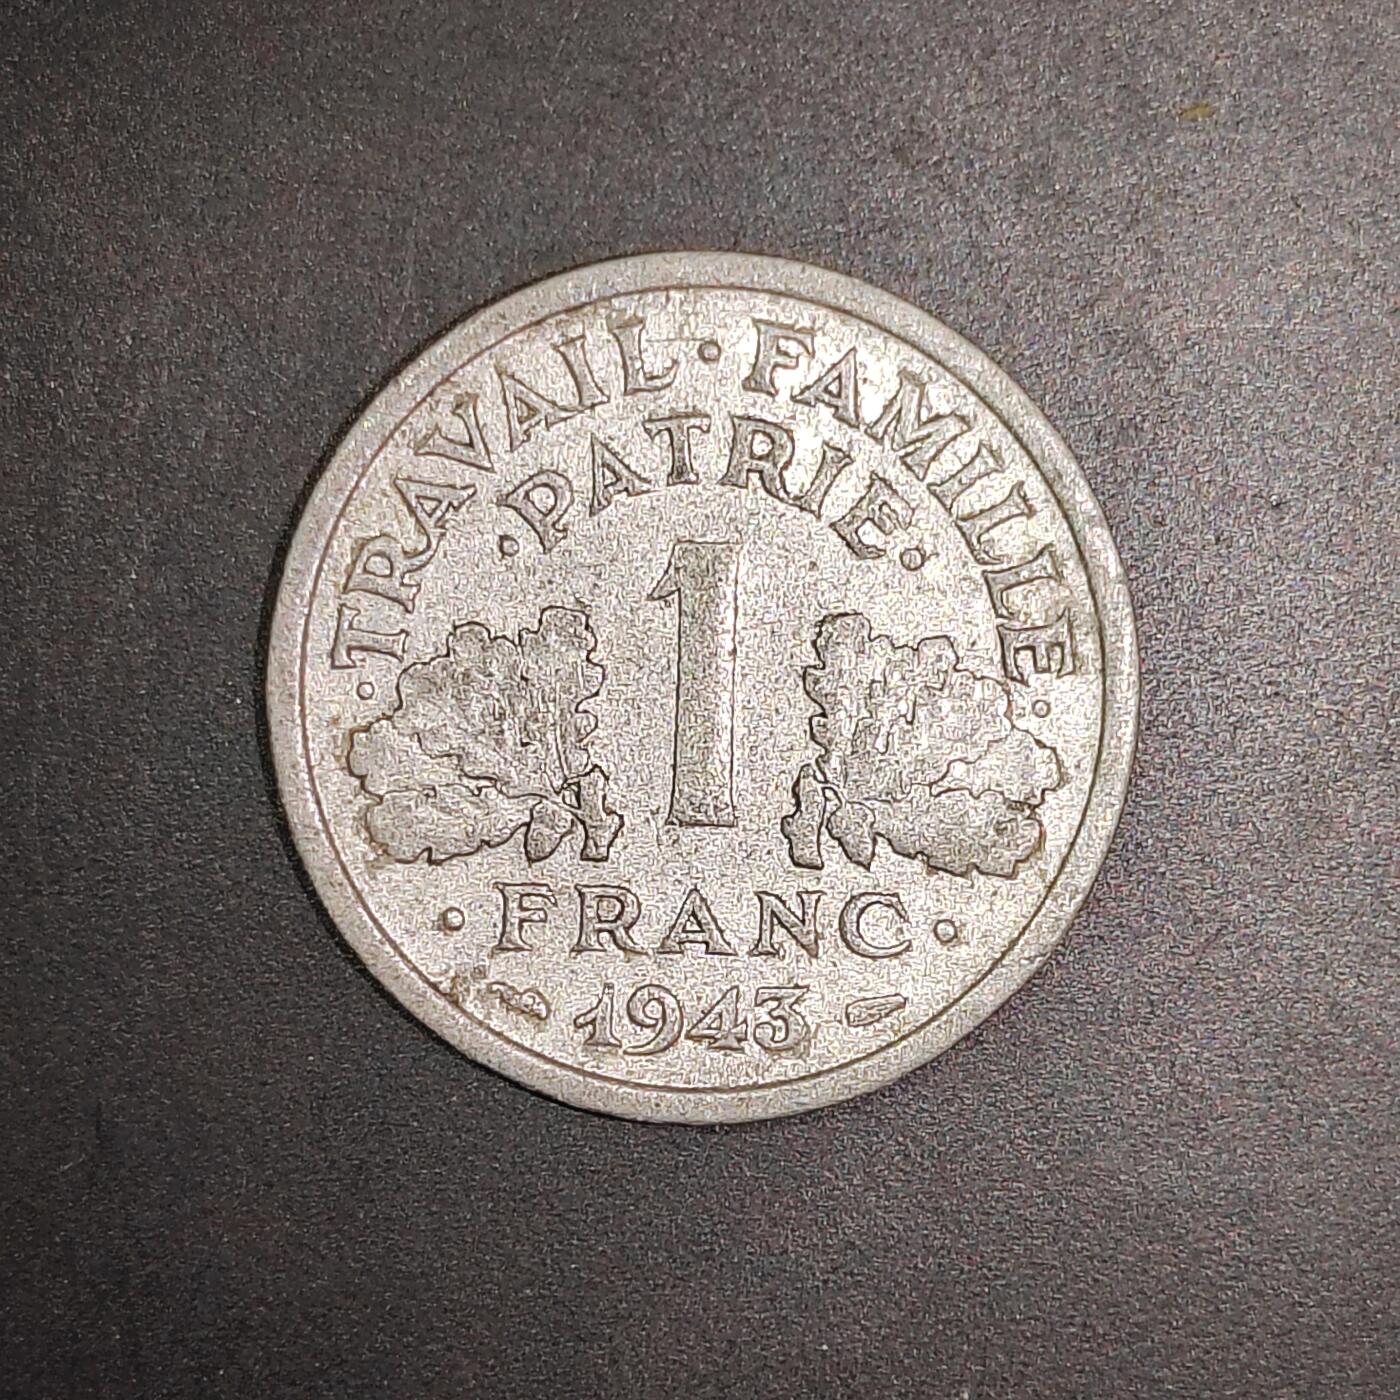 · TRAVAIL · FAMILLE ·
· PATRIE ·
1
· FRANC ·
1943